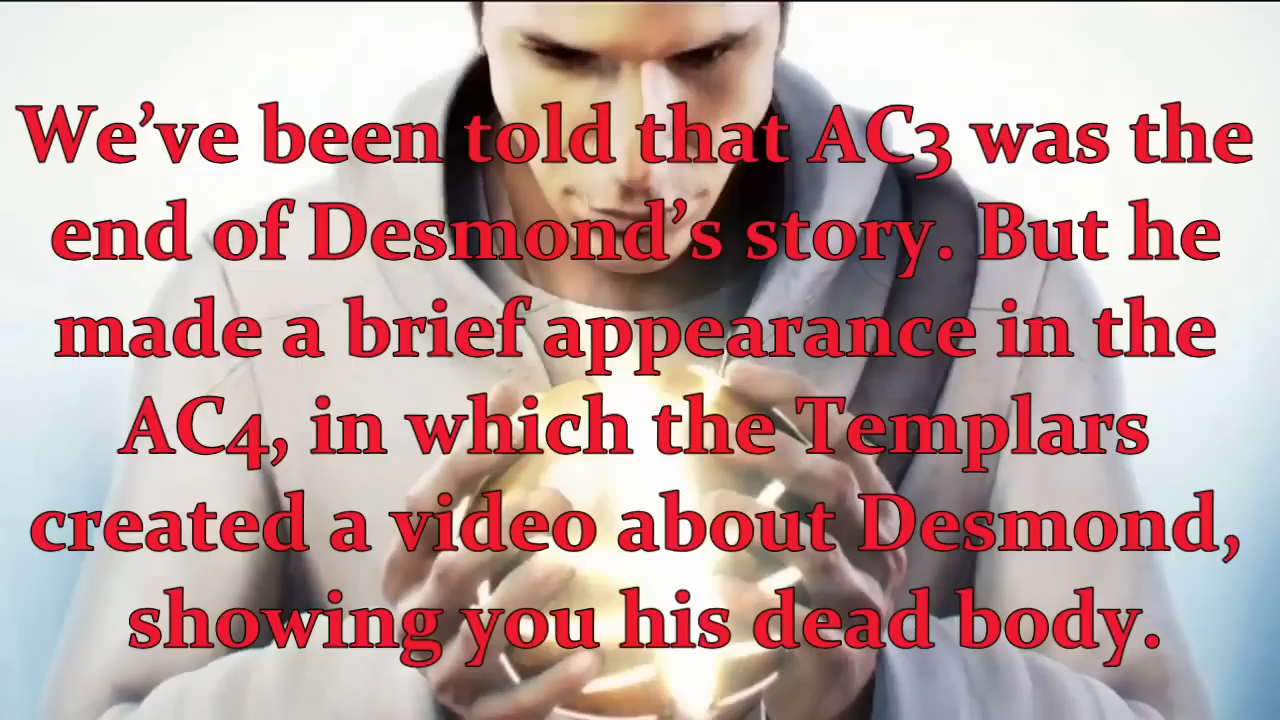 We’ve been told that AC3 was the
end of Desmond’s story. But he
made a brief appearance in the
AC4, in which the Templars
created a video about Desmond,
showing you his dead body.